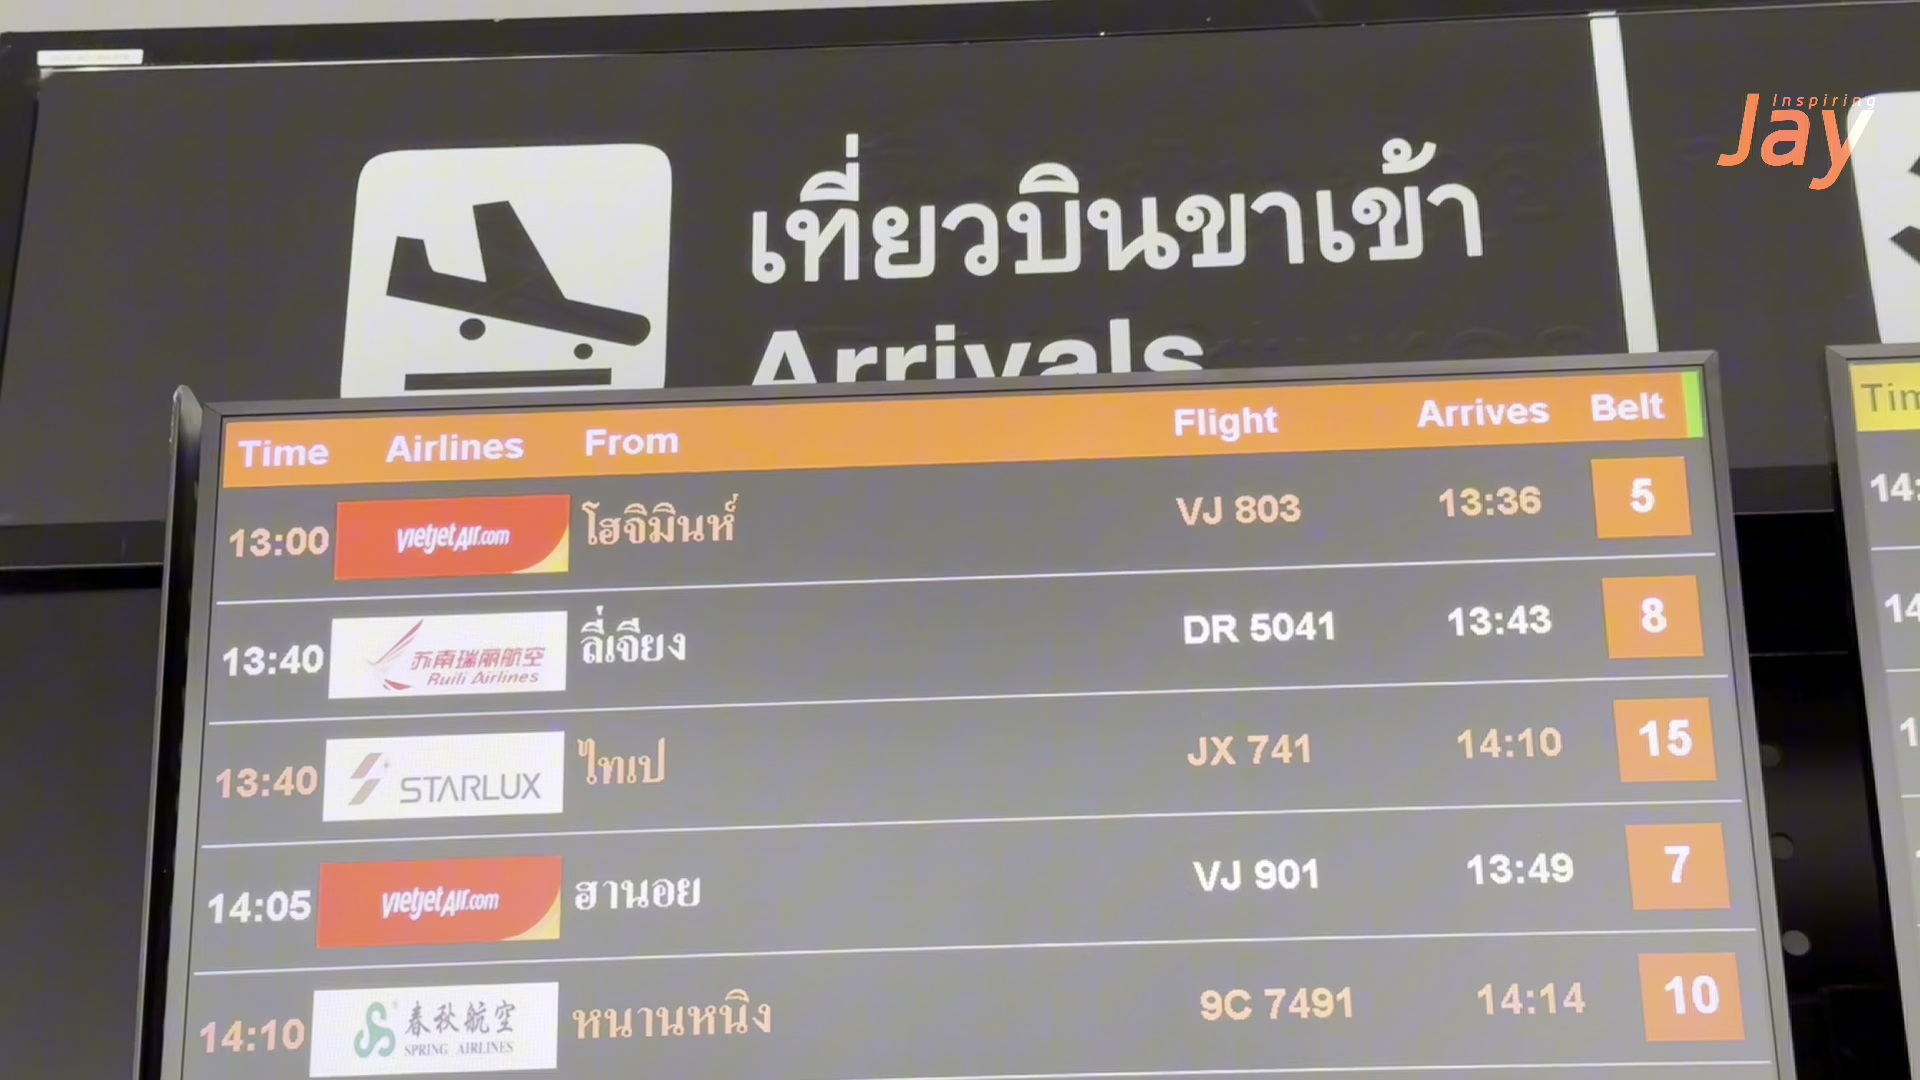 Inspiring
Jay
เที่ยวบินขาเข้า
Arrivals
Time Airlines From Flight Arrives Belt
13:00 vietjetAir.com โฮจิมินห์ VJ 803 13:36 5
13:40 苏南瑞丽航空 Ruili Airlines ลี่เจียง DR 5041 13:43 8
13:40 STARLUX ไทเป JX 741 14:10 15
14:05 vietjetAir.com ฮานอย VJ 901 13:49 7
14:10 春秋航空 SPRING AIRLINES หนานหนิง 9C 7491 14:14 10